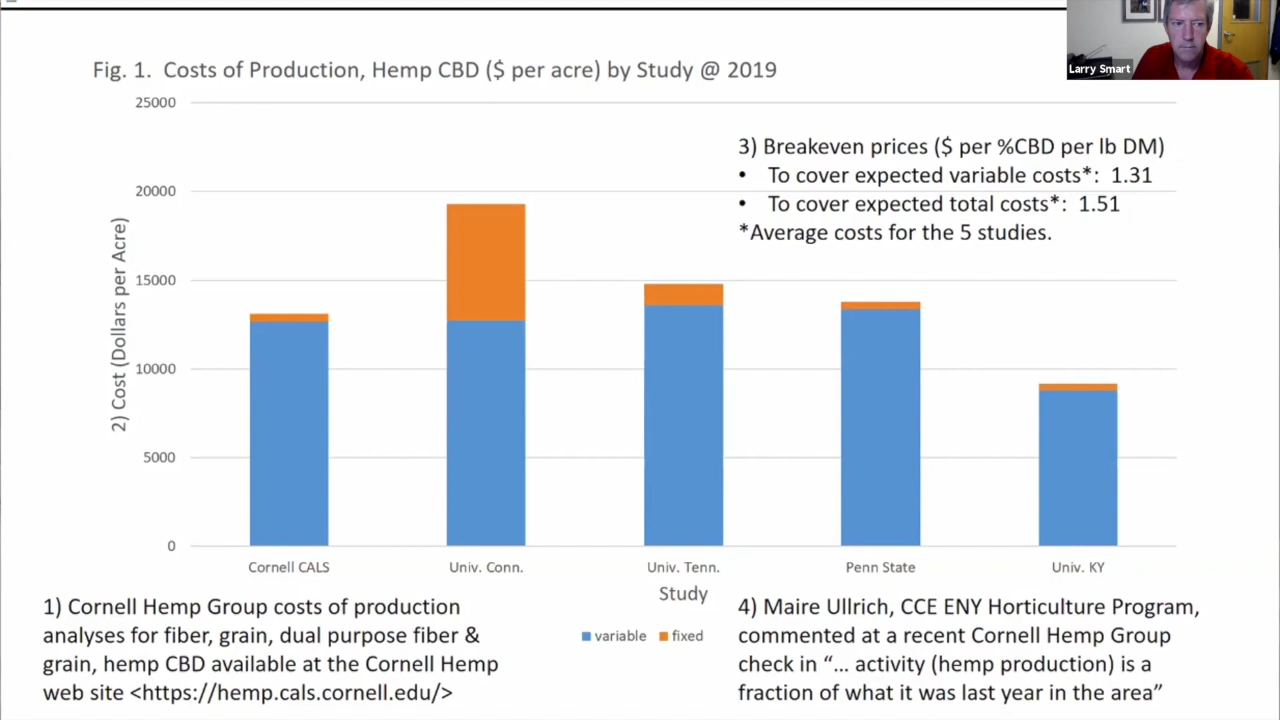 Larry Smart
Fig. 1. Costs of Production, Hemp CBD ($ per acre) by Study @ 2019
25000
20000
15000
10000
5000
0
2) Cost (Dollars per Acre)
3) Breakeven prices ($ per %CBD per lb DM)
• To cover expected variable costs*: 1.31
• To cover expected total costs*: 1.51
*Average costs for the 5 studies.
Cornell CALS
Univ. Conn.
Univ. Tenn.
Penn State
Univ. KY
Study
variable
fixed
1) Cornell Hemp Group costs of production
analyses for fiber, grain, dual purpose fiber &
grain, hemp CBD available at the Cornell Hemp
web site <https://hemp.cals.cornell.edu/>
4) Maire Ullrich, CCE ENY Horticulture Program,
commented at a recent Cornell Hemp Group
check in “… activity (hemp production) is a
fraction of what it was last year in the area”